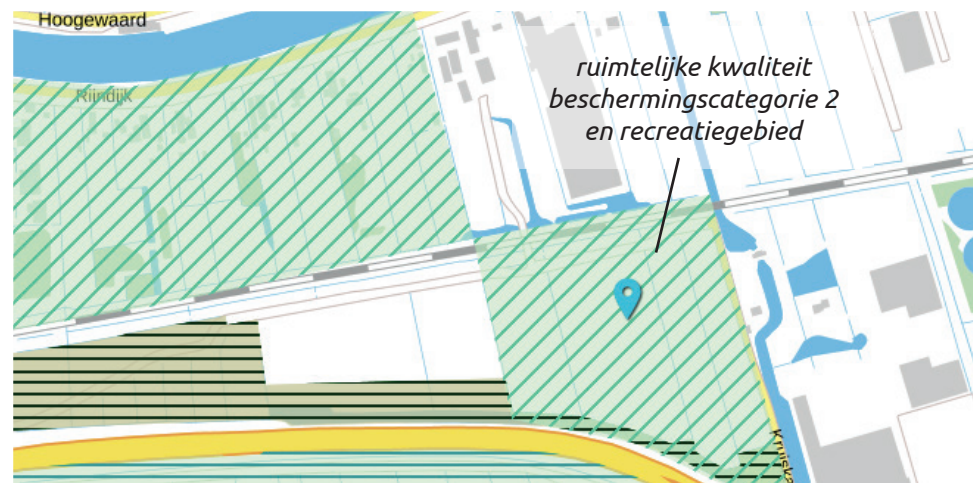 Hoogewaard
Rijndijk
ruimtelijke kwaliteit
beschermingscategorie 2
en recreatiegebied